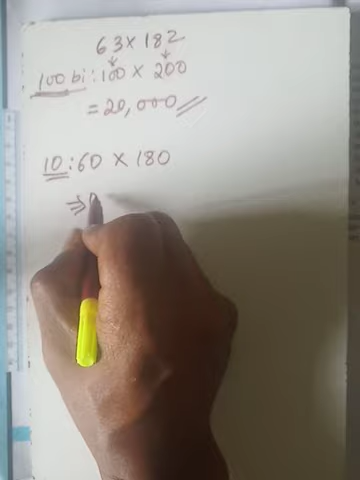 63 x 182
100 bi : 100 x 200
= 20,000
10 : 60 x 180
⇒